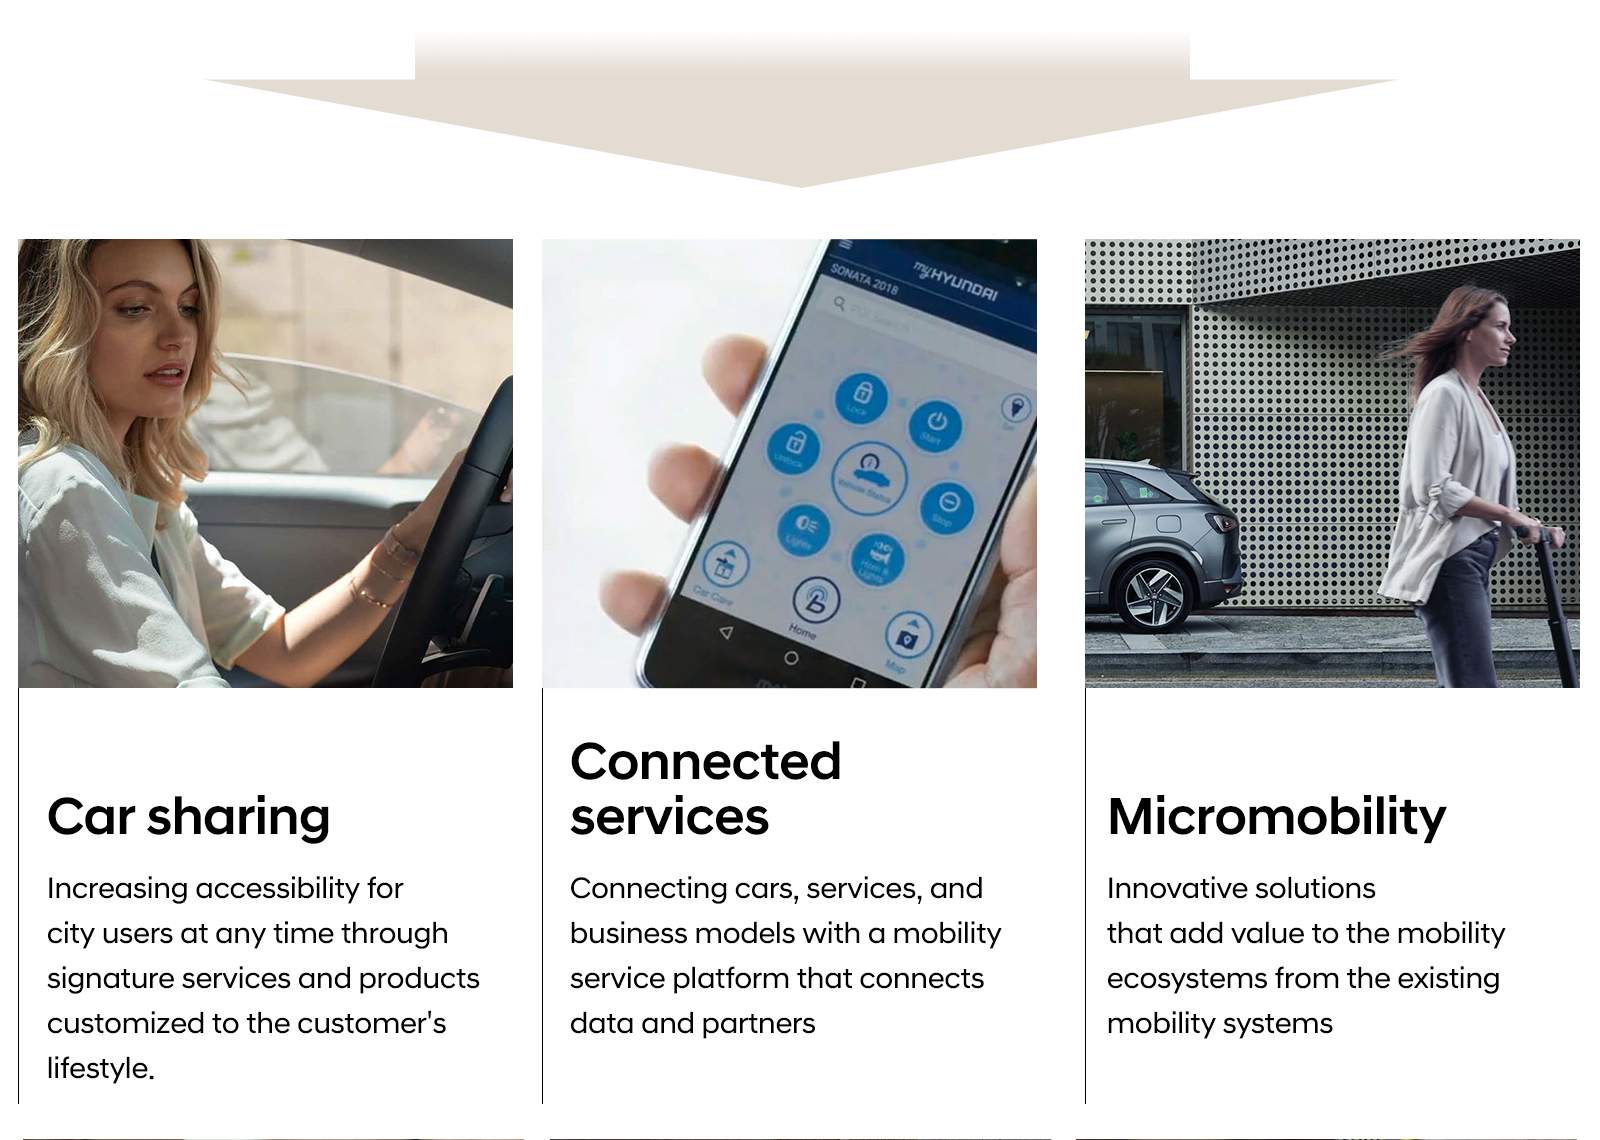 myHYUNDAI
SONATA 2018
POI Search
Lock
Start
Unlock
Vehicle Status
Stop
Lights
Horn &
Lights
Car Care
Home
Map
Car sharing
Increasing accessibility for
city users at any time through
signature services and products
customized to the customer's
lifestyle.
Connected
services
Connecting cars, services, and
business models with a mobility
service platform that connects
data and partners
Micromobility
Innovative solutions
that add value to the mobility
ecosystems from the existing
mobility systems